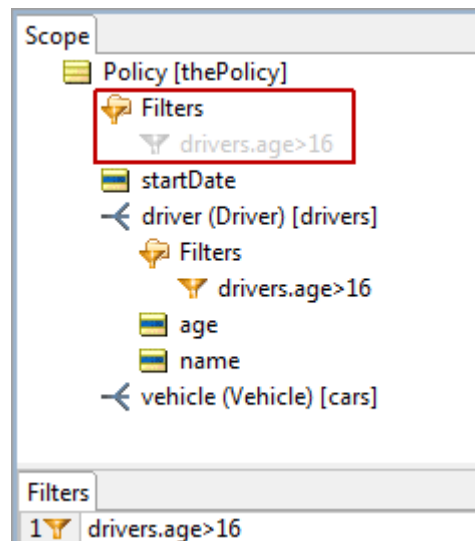 Scope
Policy [thePolicy]
Filters
drivers.age>16
startDate
driver (Driver) [drivers]
Filters
drivers.age>16
age
name
vehicle (Vehicle) [cars]
Filters
1 drivers.age>16